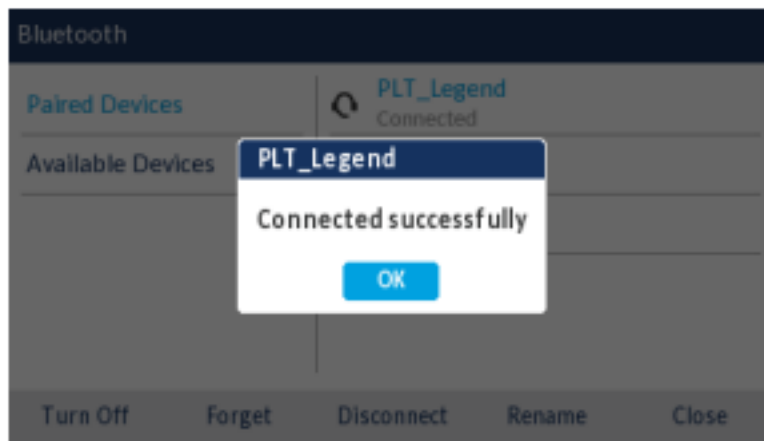 Bluetooth
Paired Devices
PLT_Legend
Connected
Available Devices
PLT_Legend
Connected successfully
OK
Turn Off Forget Disconnect Rename Close